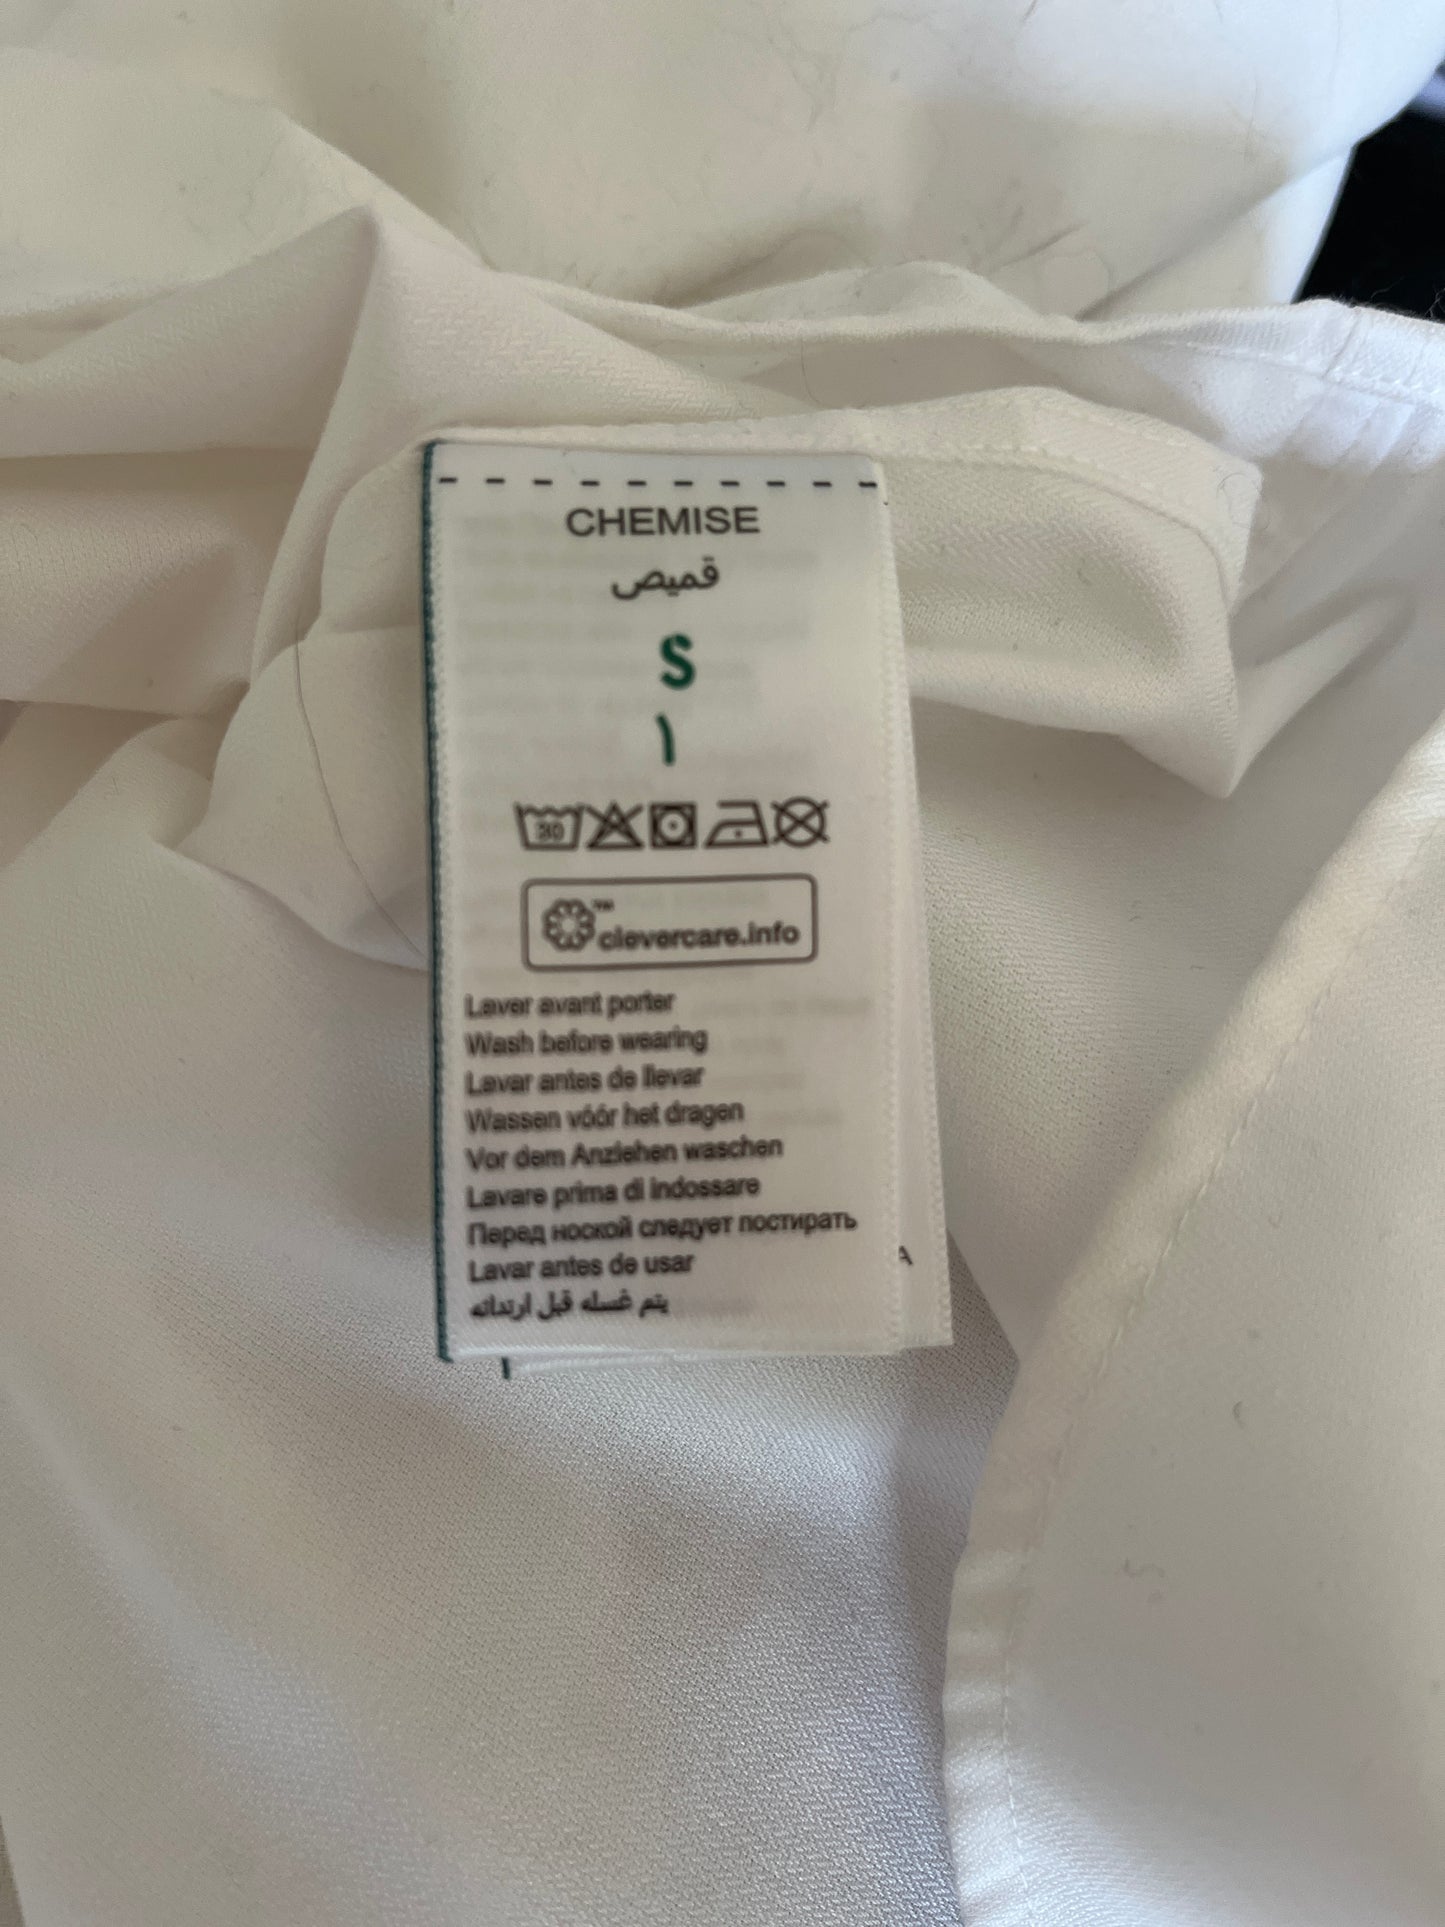 CHEMISE
قميص
S
١
30
™
clevercare.info
Laver avant porter
Wash before wearing
Lavar antes de llevar
Wassen vóór het dragen
Vor dem Anziehen waschen
Lavare prima di indossare
Перед ноской следует постирать
Lavar antes de usar
يتم غسله قبل ارتدائه
A